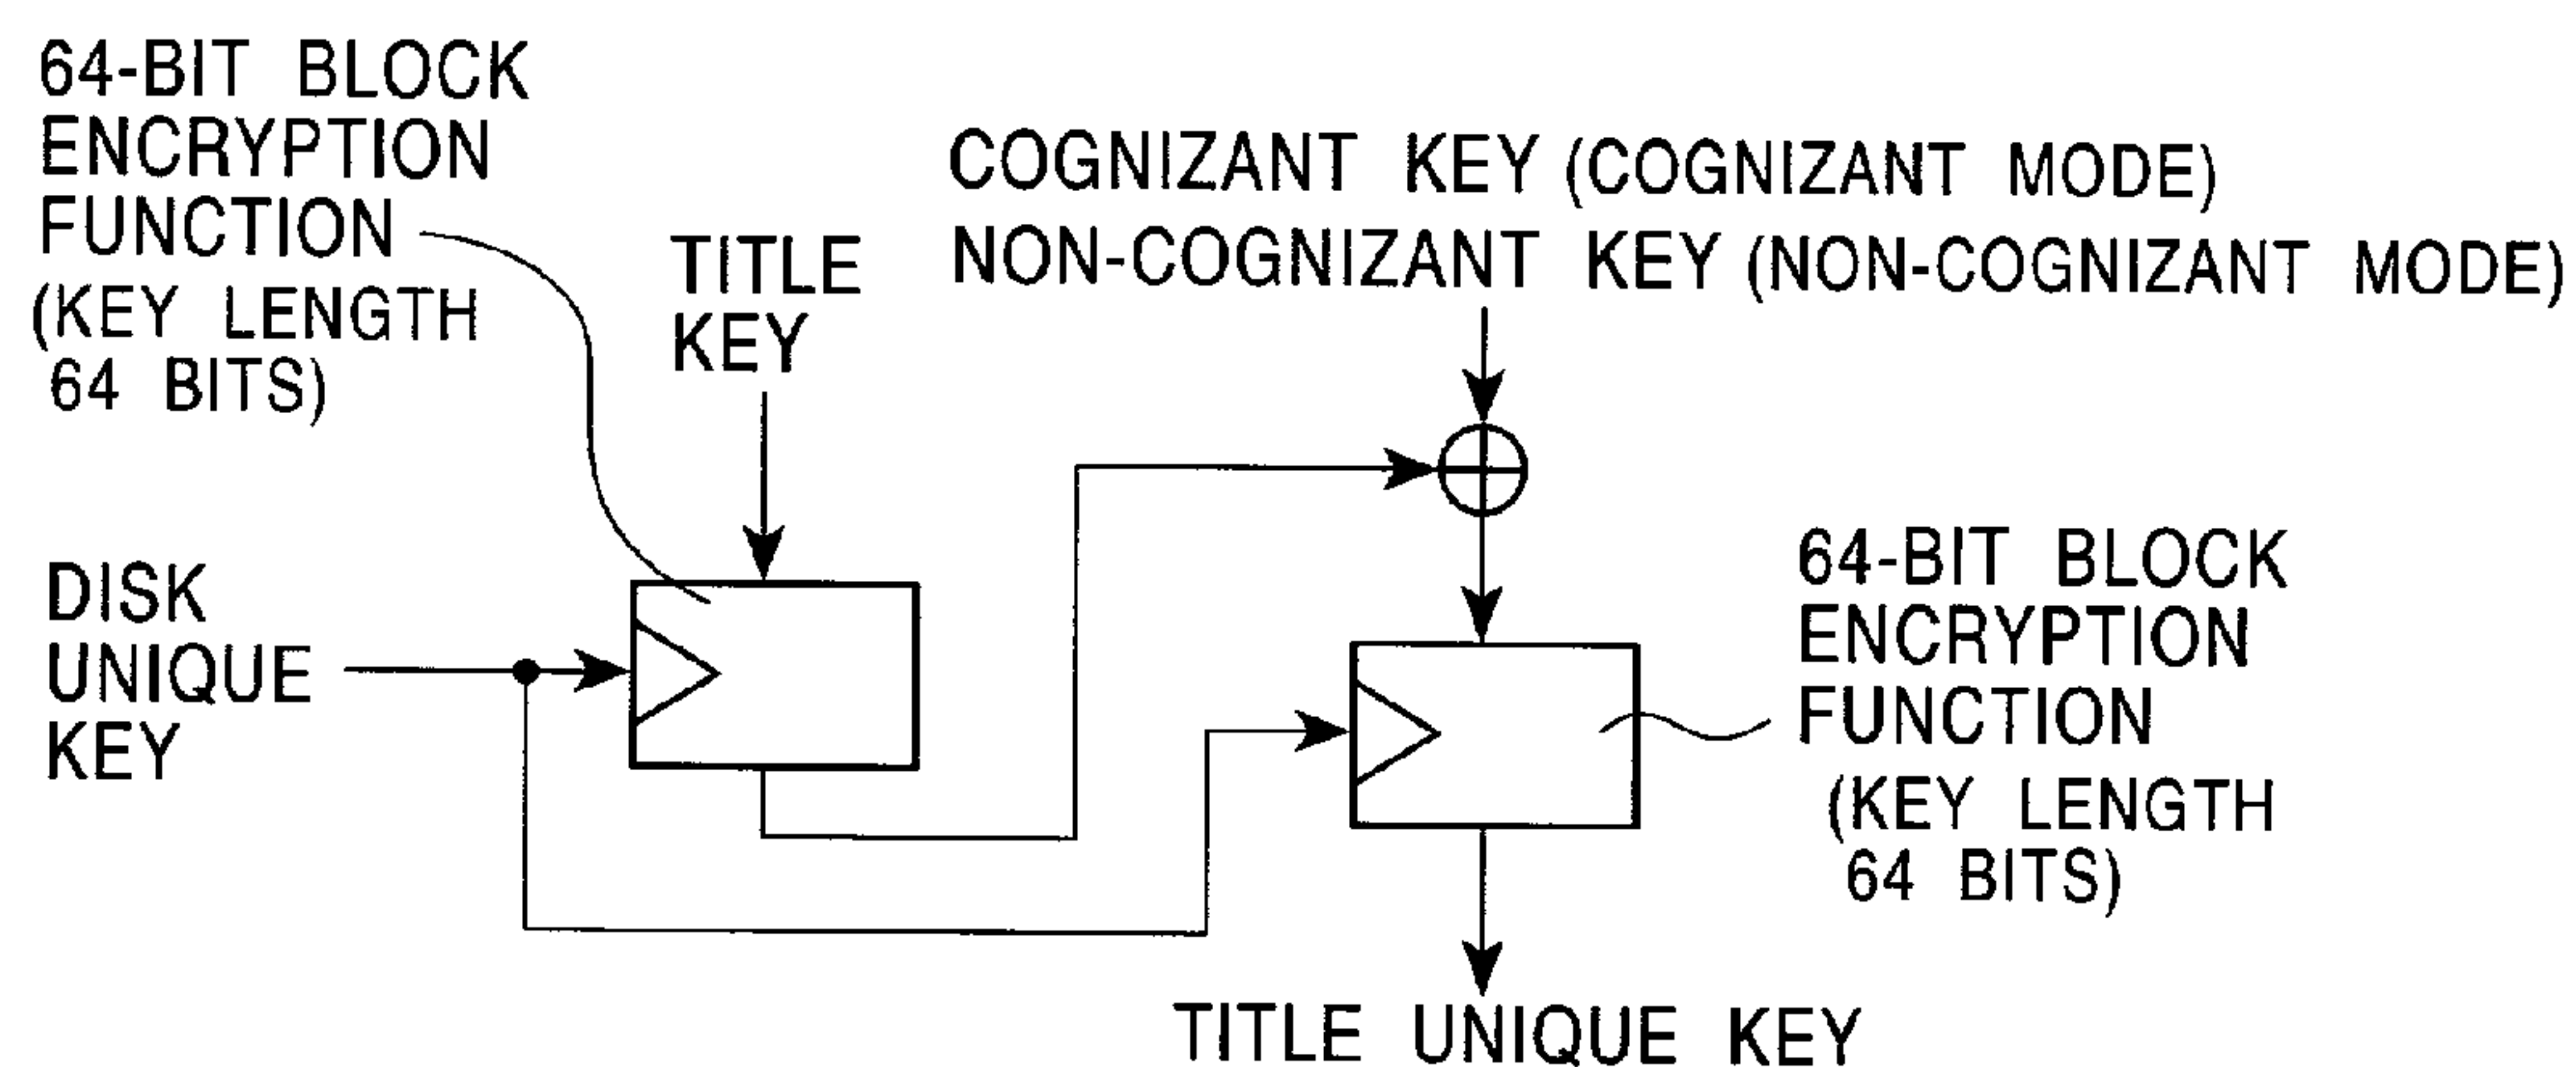 64-BIT BLOCK
ENCRYPTION
FUNCTION
(KEY LENGTH
64 BITS)
TITLE
KEY
COGNIZANT KEY (COGNIZANT MODE)
NON-COGNIZANT KEY (NON-COGNIZANT MODE)
DISK
UNIQUE
KEY
64-BIT BLOCK
ENCRYPTION
FUNCTION
(KEY LENGTH
64 BITS)
TITLE UNIQUE KEY